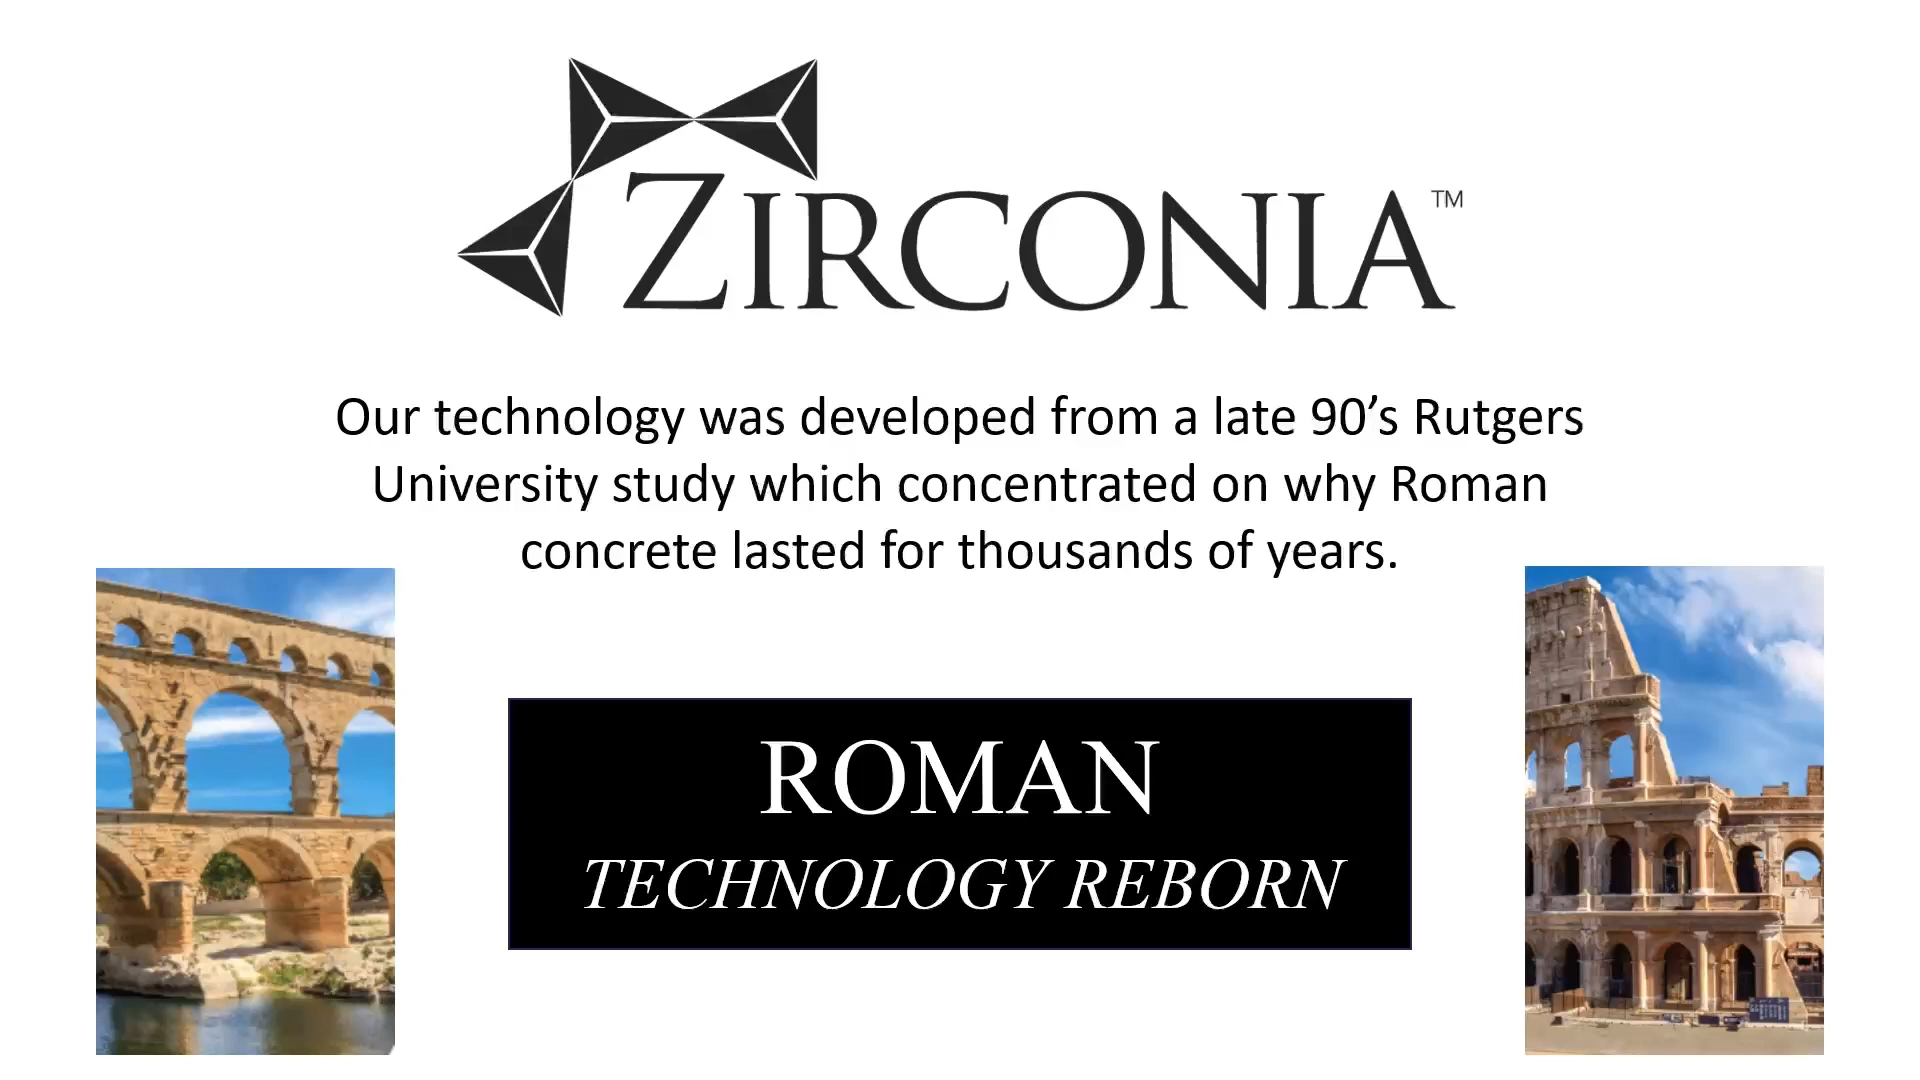 ZIRCONIA™
Our technology was developed from a late 90’s Rutgers
University study which concentrated on why Roman
concrete lasted for thousands of years.
ROMAN
TECHNOLOGY REBORN